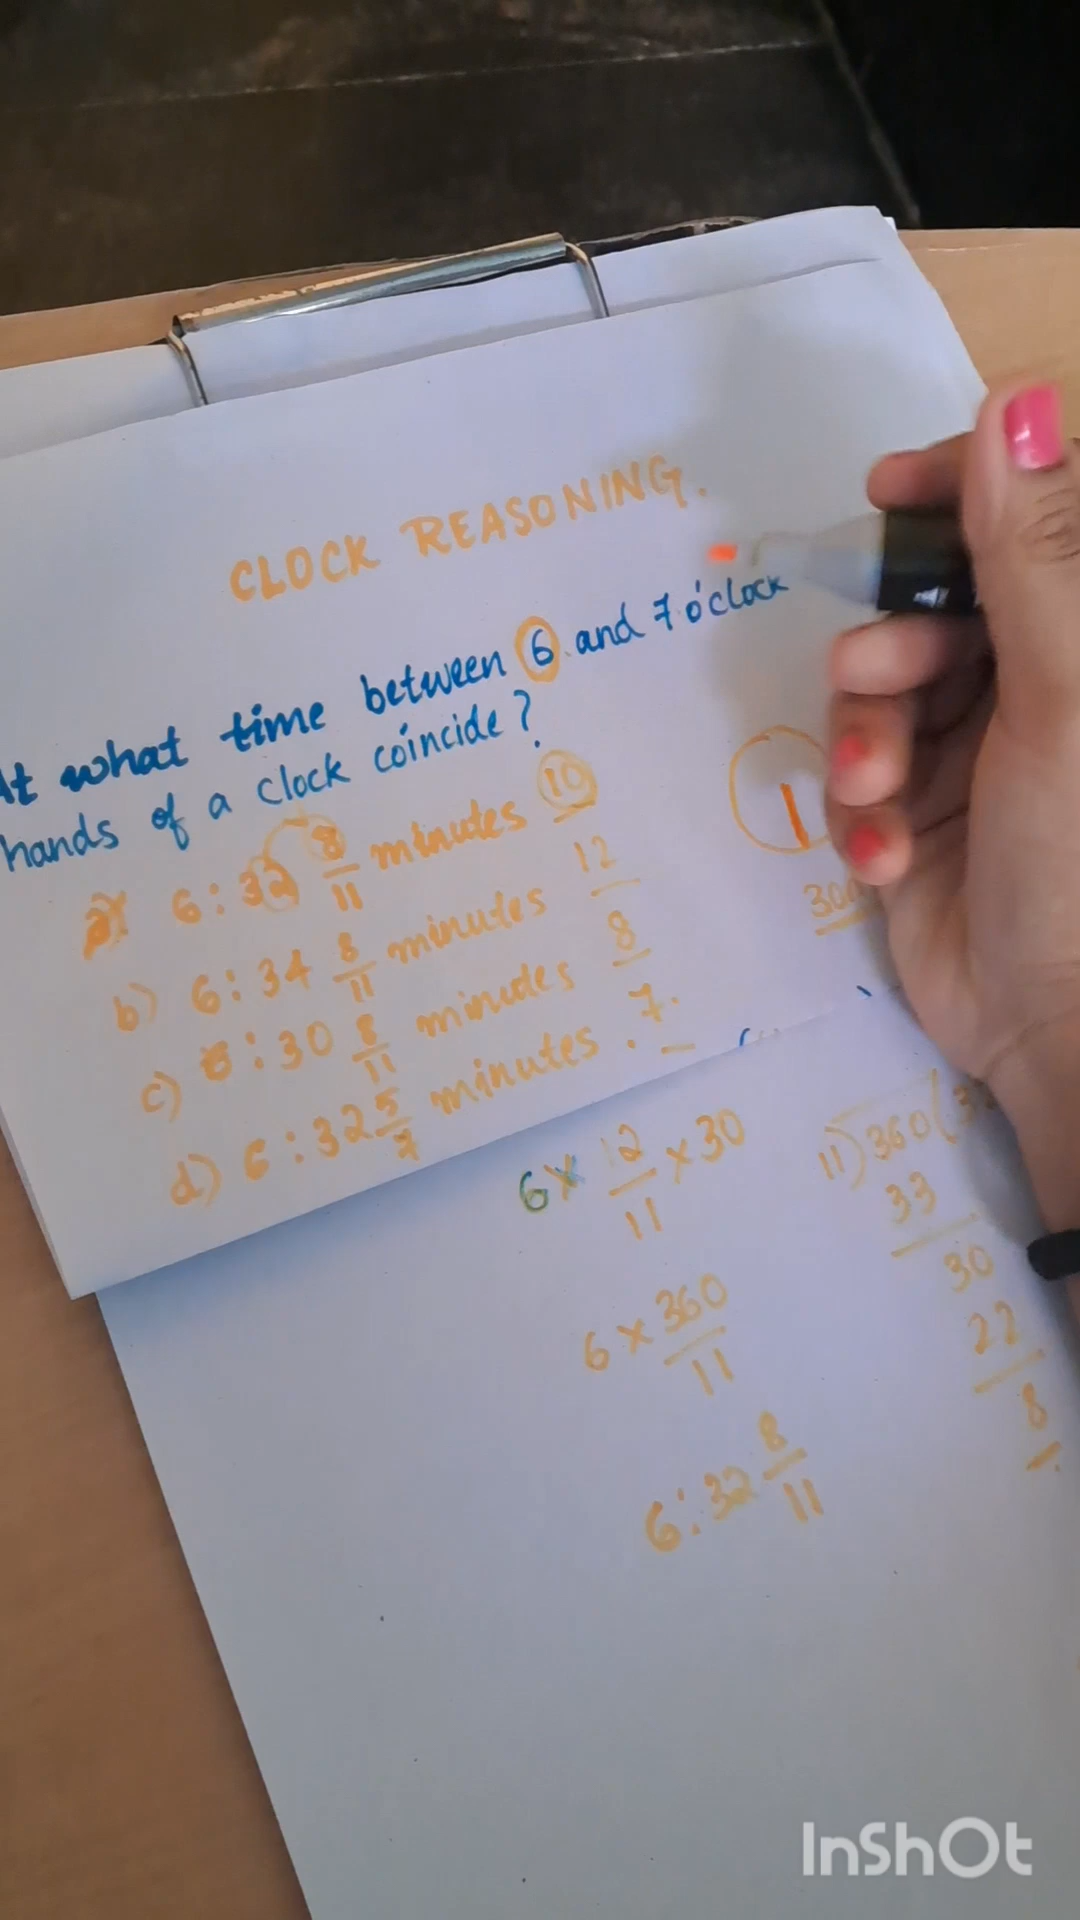 CLOCK REASONING.
At what time between 6 and 7 o'clock
hands of a clock coincide?
a) 6:32 8/11 minutes 10
b) 6:34 8/11 minutes 12
c) 6:30 8/11 minutes 8
d) 6:32 5/7 minutes. 7.
6 × 12/11 × 30
6 × 360/11
6:32 8/11
300
11) 360 (3
33
30
22
8
InShOt